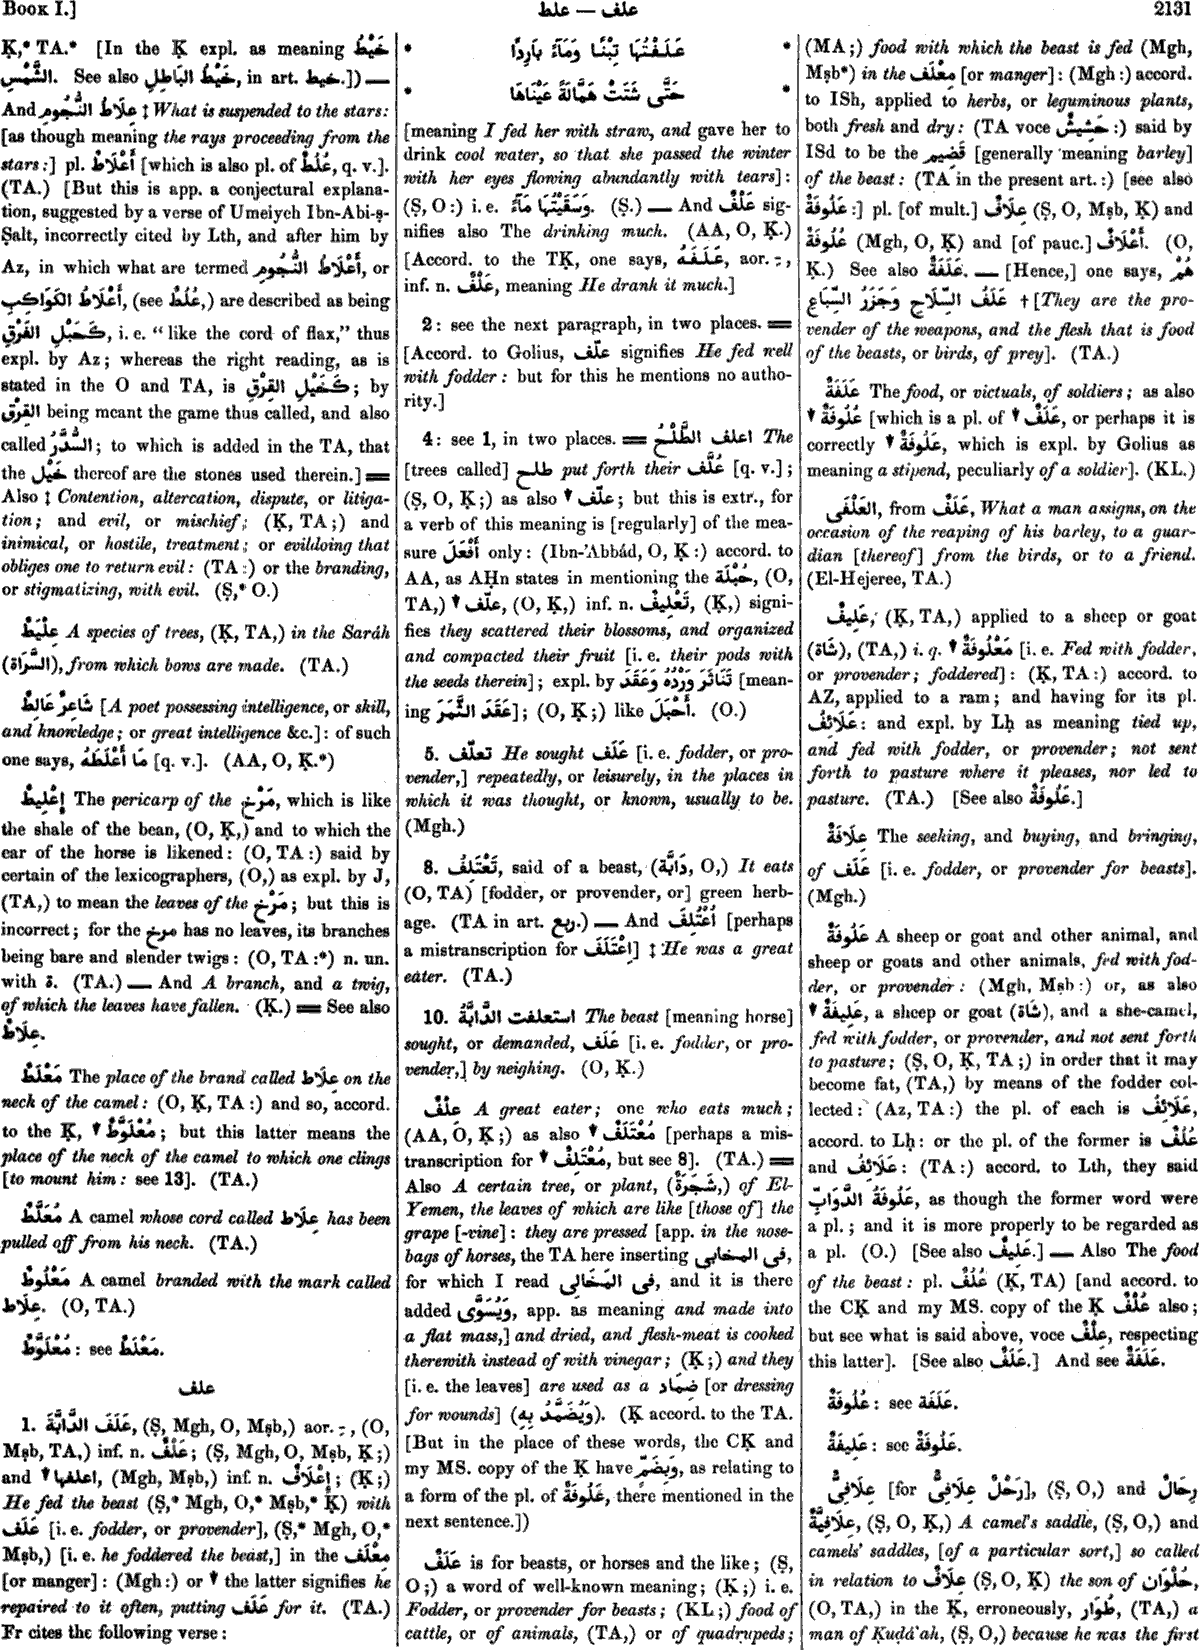 BOOK I.]
علف — علط
2131
Ḳ,* TA.* [In the Ḳ expl. as meaning خَيْطُ
الشَّمْسِ. See also خَيْطُ البَاطِلِ, in art. خيط.]) —
And عِلَاطُ النُّجُومِ ‡ What is suspended to the stars:
[as though meaning the rays proceeding from the
stars:] pl. أَعْلَاطٌ [which is also pl. of عُلُطٌ, q. v.].
(TA.) [But this is app. a conjectural explana-
tion, suggested by a verse of Umeiych Ibn-Abi-ṣ-
Ṣalt, incorrectly cited by Lth, and after him by
Az, in which what are termed أَعْلَاطُ النُّجُومِ, or
أَعْلَاطُ الكَوَاكِبِ, (see عُلُطٌ,) are described as being
كَحَبْلِ الفَرْقِ, i. e. “like the cord of flax,” thus
expl. by Az; whereas the right reading, as is
stated in the O and TA, is كَخَيْلِ القِرْقِ; by
القِرْق being meant the game thus called, and also
called السُّدَّرُ; to which is added in the TA, that
the خَيْل thereof are the stones used therein.] ═
Also ‡ Contention, altercation, dispute, or litiga-
tion; and evil, or mischief; (Ḳ, TA;) and
inimical, or hostile, treatment; or evildoing that
obliges one to return evil: (TA:) or the branding,
or stigmatizing, with evil. (Ṣ,* O.)
عِلْيَطٌ A species of trees, (Ḳ, TA,) in the Saráh
(السَّرَاة), from which bows are made. (TA.)
شَاعِرٌ عَالِطٌ [A poet possessing intelligence, or skill,
and knowledge; or great intelligence &c.]: of such
one says, مَا أَعْلَطَهُ [q. v.]. (AA, O, Ḳ.*)
إِعْلِيطٌ The pericarp of the مَرْخ, which is like
the shale of the bean, (O, Ḳ,) and to which the
ear of the horse is likened: (O, TA:) said by
certain of the lexicographers, (O,) as expl. by J,
(TA,) to mean the leaves of the مَرْخ; but this is
incorrect; for the مرخ has no leaves, its branches
being bare and slender twigs: (O, TA:*) n. un.
with ة. (TA.) — And A branch, and a twig,
of which the leaves have fallen. (Ḳ.) ═ See also
عِلَاطٌ.
مَعْلَطٌ The place of the brand called عِلَاط on the
neck of the camel: (O, Ḳ, TA:) and so, accord.
to the Ḳ, ▼ مُعْلَوَّطٌ; but this latter means the
place of the neck of the camel to which one clings
[to mount him: see 13]. (TA.)
مُعَلَّطٌ A camel whose cord called عِلَاط has been
pulled off from his neck. (TA.)
مَعْلُوطٌ A camel branded with the mark called
عِلَاط. (O, TA.)
مُعْلَوَّطٌ: see مَعْلَطٌ.
علف
1. عَلَفَ الدَّابَّةَ, (Ṣ, Mgh, O, Mṣb,) aor. ـِ, (O,
Mṣb, TA,) inf. n. عَلْفٌ; (Ṣ, Mgh, O, Mṣb, Ḳ;)
and ▼ اعلفها, (Mgh, Mṣb,) inf. n. إِعْلَافٌ; (Ḳ;)
He fed the beast (Ṣ,* Mgh, O,* Mṣb,* Ḳ) with
عَلَف [i. e. fodder, or provender], (Ṣ,* Mgh, O,*
Mṣb,) [i. e. he foddered the beast,] in the مِعْلَف
[or manger]: (Mgh:) or ▼ the latter signifies he
repaired to it often, putting عَلَف for it. (TA.)
Fr cites the following verse:
* عَلَفْتُهَا تِبْنًا وَمَآءً بَارِدًا *
* حَتَّى شَتَتْ هَمَّالَةً عَيْنَاهَا *
[meaning I fed her with straw, and gave her to
drink cool water, so that she passed the winter
with her eyes flowing abundantly with tears]:
(Ṣ, O:) i. e. وَسَقَيْتُهَا مَآءً. (Ṣ.) — And عَلْفٌ sig-
nifies also The drinking much. (AA, O, Ḳ.)
[Accord. to the TḲ, one says, عَلَفَهُ, aor. ـِ,
inf. n. عَلْفٌ, meaning He drank it much.]
2: see the next paragraph, in two places. ═
[Accord. to Golius, علّف signifies He fed well
with fodder: but for this he mentions no autho-
rity.]
4: see 1, in two places. ═ اعلف الطَّلْحُ The
[trees called] طلح put forth their عُلَّف [q. v.];
(Ṣ, O, Ḳ;) as also ▼ علّف; but this is extr., for
a verb of this meaning is [regularly] of the mea-
sure أَفْعَلَ only: (Ibn-’Abbád, O, Ḳ:) accord. to
AA, as AḤn states in mentioning the حُبْلَة, (O,
TA,) ▼ علّف, (O, Ḳ,) inf. n. تَعْلِيفٌ, (Ḳ,) signi-
fies they scattered their blossoms, and organized
and compacted their fruit [i. e. their pods with
the seeds therein]; expl. by تَنَاثَرَ وَرْدُهُ وَعَقَدَ [mean-
ing عَقَدَ الثَّمَرَ]; (O, Ḳ;) like أَحْبَلَ. (O.)
5. تعلّف He sought عَلَف [i. e. fodder, or pro-
vender,] repeatedly, or leisurely, in the places in
which it was thought, or known, usually to be.
(Mgh.)
8. تَعْتَلِفُ, said of a beast, (دَابَّة, O,) It eats
(O, TA) [fodder, or provender, or] green herb-
age. (TA in art. ربع.) — And اُعْتُلِفَ [perhaps
a mistranscription for اِعْتَلَفَ] ‡ He was a great
eater. (TA.)
10. استعلفت الدَّابَّةُ The beast [meaning horse]
sought, or demanded, عَلَف [i. e. fodder, or pro-
vender,] by neighing. (O, Ḳ.)
عِلْفٌ A great eater; one who eats much;
(AA, O, Ḳ;) as also ▼ مُعْتَلَفٌ [perhaps a mis-
transcription for ▼ مُعْتَلِفٌ, but see 8]. (TA.) ═
Also A certain tree, or plant, (شَجَرَةٌ,) of El-
Yemen, the leaves of which are like [those of] the
grape [-vine]: they are pressed [app. in the nose-
bags of horses, the TA here inserting فى المخابى,
for which I read فى المَخَالِى, and it is there
added وَيُسَوَّى, app. as meaning and made into
a flat mass,] and dried, and flesh-meat is cooked
therewith instead of with vinegar; (Ḳ;) and they
[i. e. the leaves] are used as a ضِمَاد [or dressing
for wounds] (وَيُضَمَّدُ بِهِ). (Ḳ accord. to the TA.
[But in the place of these words, the CḲ and
my MS. copy of the Ḳ have وَيُضَمُّ, as relating to
a form of the pl. of عَلُوفَةٌ, there mentioned in the
next sentence.])
عَلَفٌ is for beasts, or horses and the like; (Ṣ,
O;) a word of well-known meaning; (Ḳ;) i. e.
Fodder, or provender for beasts; (KL;) food of
cattle, or of animals, (TA,) or of quadrupeds;
(MA;) food with which the beast is fed (Mgh,
Mṣb*) in the مِعْلَف [or manger]: (Mgh:) accord.
to ISh, applied to herbs, or leguminous plants,
both fresh and dry: (TA voce حَشِيشٌ:) said by
ISd to be the قَضِيم [generally meaning barley]
of the beast: (TA in the present art.:) [see also
عَلُوفَةٌ:] pl. [of mult.] عِلَافٌ (Ṣ, O, Mṣb, Ḳ) and
عُلُوفَةٌ (Mgh, O, Ḳ) and [of pauc.] أَعْلَافٌ. (O,
Ḳ.) See also عَلَفَةٌ. — [Hence,] one says, هُمْ
عَلَفُ السِّلَاحِ وَجَزَرُ السِّبَاعِ † [They are the pro-
vender of the weapons, and the flesh that is food
of the beasts, or birds, of prey]. (TA.)
عَلَفَةٌ The food, or victuals, of soldiers; as also
▼ عُلُوفَةٌ [which is a pl. of ▼ عَلَفٌ, or perhaps it is
correctly ▼ عَلُوفَةٌ, which is expl. by Golius as
meaning a stipend, peculiarly of a soldier]. (KL.)
العَلْفَى, from عَلَفٌ, What a man assigns, on the
occasion of the reaping of his barley, to a guar-
dian [thereof] from the birds, or to a friend.
(El-Hejeree, TA.)
عَلِيفٌ, (Ḳ, TA,) applied to a sheep or goat
(شَاة), (TA,) i. q. ▼ مَعْلُوفَةٌ [i. e. Fed with fodder,
or provender; foddered]: (Ḳ, TA:) accord. to
AZ, applied to a ram; and having for its pl.
عَلَائِفُ: and expl. by Lḥ as meaning tied up,
and fed with fodder, or provender; not sent
forth to pasture where it pleases, nor led to
pasture. (TA.) [See also عَلُوفَةٌ.]
عِلَافَةٌ The seeking, and buying, and bringing,
of عَلَف [i. e. fodder, or provender for beasts].
(Mgh.)
عَلُوفَةٌ A sheep or goat and other animal, and
sheep or goats and other animals, fed with fod-
der, or provender: (Mgh, Mṣb:) or, as also
▼ عَلِيفَةٌ, a sheep or goat (شَاة), and a she-camel,
fed with fodder, or provender, and not sent forth
to pasture; (Ṣ, O, Ḳ, TA;) in order that it may
become fat, (TA,) by means of the fodder col-
lected: (Az, TA:) the pl. of each is عَلَائِفُ,
accord. to Lḥ: or the pl. of the former is عُلُفٌ
and عَلَائِفُ: (TA:) accord. to Lth, they said
عَلُوفَةُ الدَّوَابِّ, as though the former word were
a pl.; and it is more properly to be regarded as
a pl. (O.) [See also عَلِيفٌ.] — Also The food
of the beast: pl. عُلُفٌ (Ḳ, TA) [and accord. to
the CḲ and my MS. copy of the Ḳ عُلْفٌ also;
but see what is said above, voce عِلْفٌ, respecting
this latter]. [See also عَلَفٌ.] And see عَلَفَةٌ.
عُلُوفَةٌ: see عَلَفَة.
عَلِيفَةٌ: see عَلُوفَةٌ.
عِلَافِىٌّ [for رَحْلٌ عِلَافِىٌّ], (Ṣ, O,) and رِحَالٌ
عِلَافِيَّةٌ, (Ṣ, O, Ḳ,) A camel's saddle, (Ṣ, O,) and
camels' saddles, [of a particular sort,] so called
in relation to عِلَافٌ (Ṣ, O, Ḳ) the son of حُلْوَان,
(O, TA,) in the Ḳ, erroneously, طُوَار, (TA,) a
man of Ḳuḍá’ah, (Ṣ, O,) because he was the first